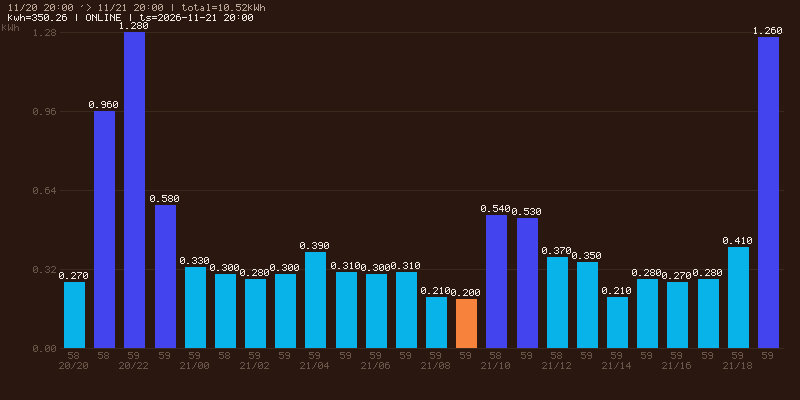 11/20 20:00 -> 11/21 20:00 | total=10.52KWh
Kwh=350.26 | ONLINE | ts=2026-11-21 20:00
KWh
1.28
0.96
0.64
0.32
0.00
0.270 0.960 1.280 0.580 0.330 0.300 0.280 0.300 0.390 0.310 0.300 0.310 0.210 0.200 0.540 0.530 0.370 0.350 0.210 0.280 0.270 0.280 0.410 1.260
58 58 59 59 59 58 59 59 59 59 59 59 58 59 58 59 58 59 59 59 59 59 58 59
20/20 20/22 21/00 21/02 21/04 21/06 21/08 21/10 21/12 21/14 21/16 21/18